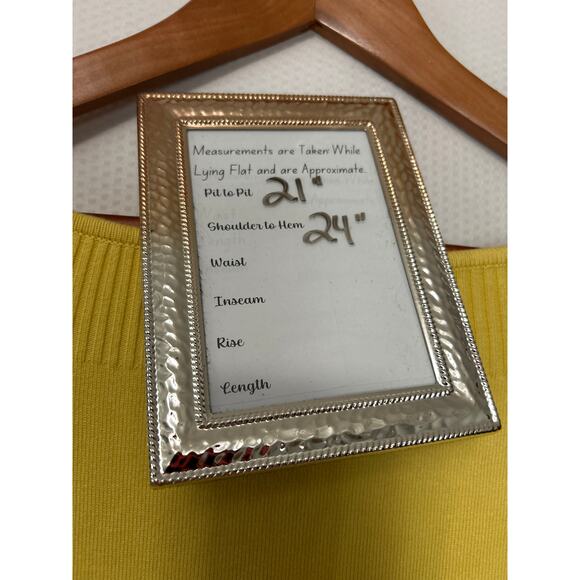 Measurements are Taken While
Lying Flat and are Approximate.
Pit to Pit 21"
Shoulder to Hem 24"
Waist
Inseam
Rise
Length